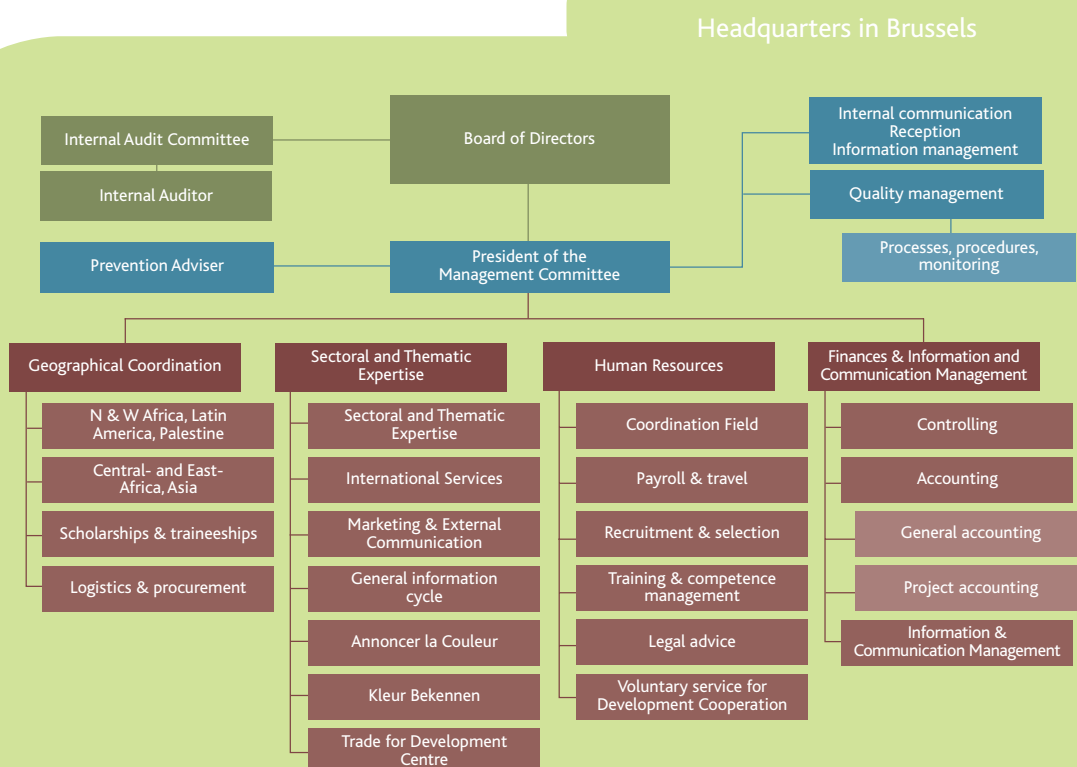 Headquarters in Brussels
Internal Audit Committee
Board of Directors
Internal communication
Reception
Information management
Internal Auditor
Quality management
Prevention Adviser
President of the
Management Committee
Processes, procedures,
monitoring
Geographical Coordination
N & W Africa, Latin
America, Palestine
Central- and East-
Africa, Asia
Scholarships & traineeships
Logistics & procurement
Sectoral and Thematic
Expertise
Sectoral and Thematic
Expertise
International Services
Marketing & External
Communication
General information
cycle
Annoncer la Couleur
Kleur Bekennen
Trade for Development
Centre
Human Resources
Coordination Field
Payroll & travel
Recruitment & selection
Training & competence
management
Legal advice
Voluntary service for
Development Cooperation
Finances & Information and
Communication Management
Controlling
Accounting
General accounting
Project accounting
Information &
Communication Management